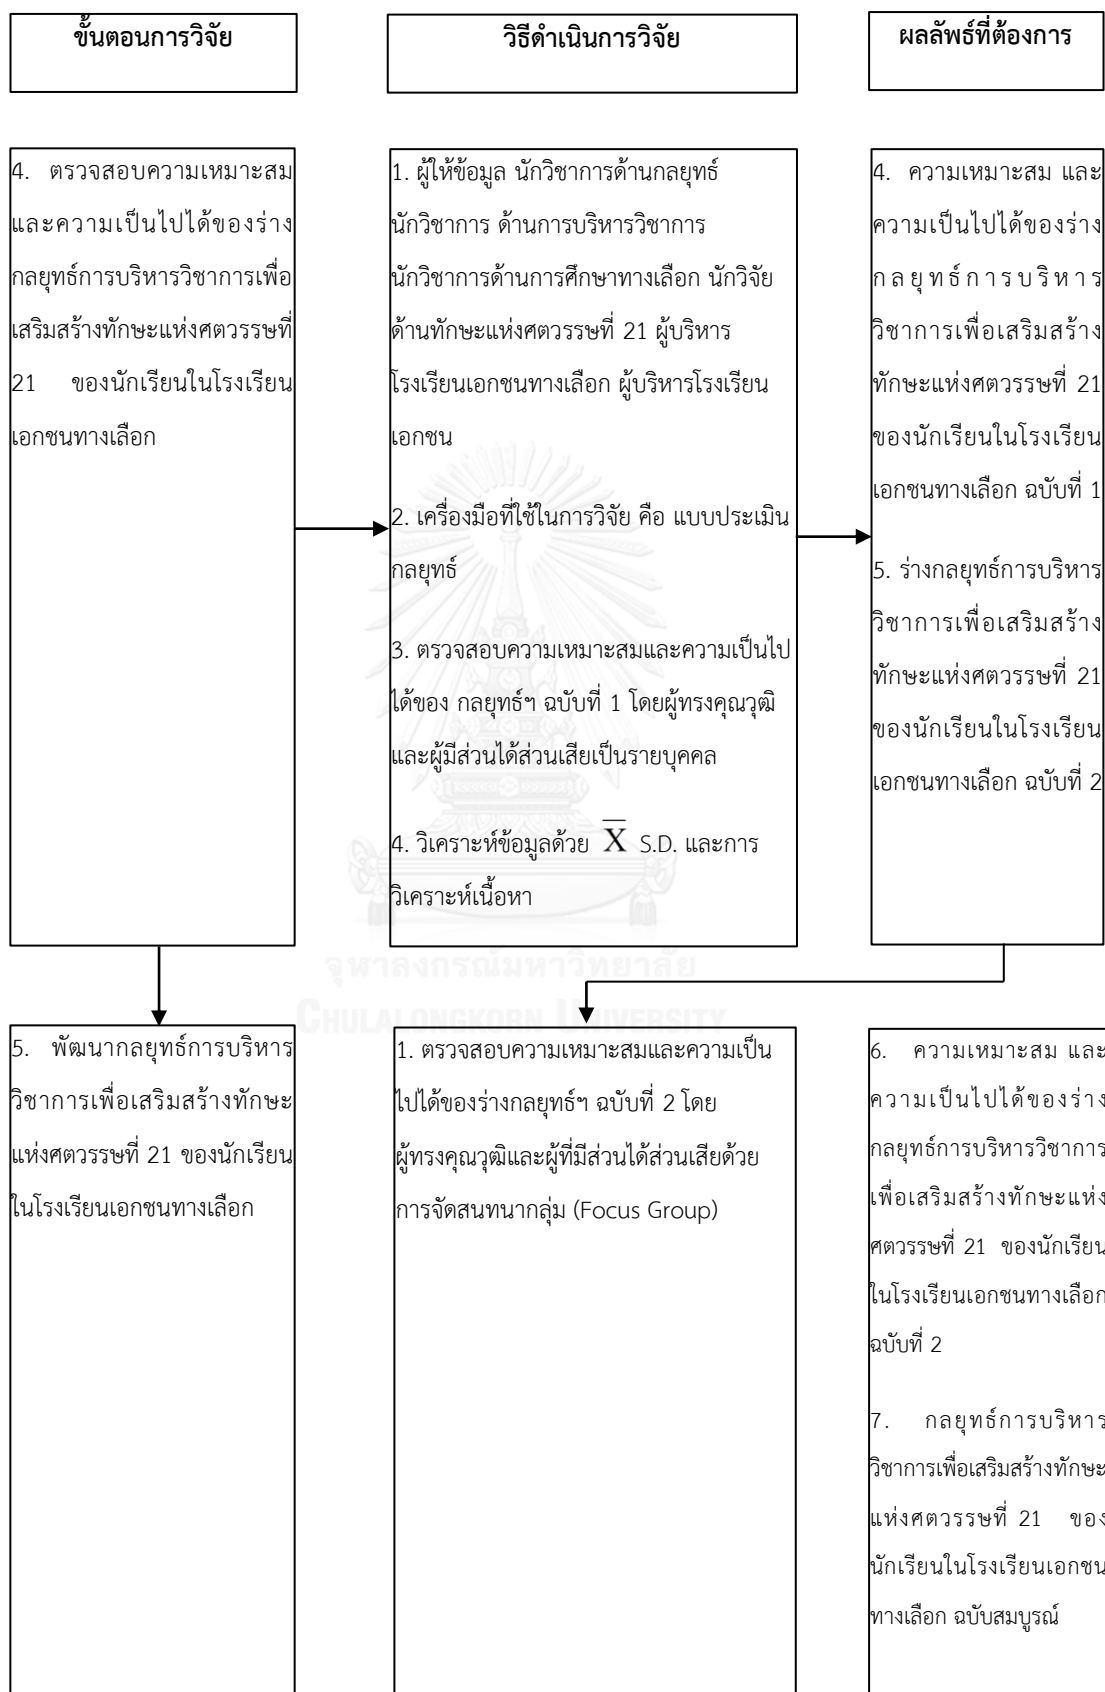 ขั้นตอนการวิจัย
วิธีดำเนินการวิจัย
ผลลัพธ์ที่ต้องการ
4. ตรวจสอบความเหมาะสม
และความเป็นไปได้ของร่าง
กลยุทธ์การบริหารวิชาการเพื่อ
เสริมสร้างทักษะแห่งศตวรรษที่
21 ของนักเรียนในโรงเรียน
เอกชนทางเลือก
1. ผู้ให้ข้อมูล นักวิชาการด้านกลยุทธ์
นักวิชาการ ด้านการบริหารวิชาการ
นักวิชาการด้านการศึกษาทางเลือก นักวิจัย
ด้านทักษะแห่งศตวรรษที่ 21 ผู้บริหาร
โรงเรียนเอกชนทางเลือก ผู้บริหารโรงเรียน
เอกชน
2. เครื่องมือที่ใช้ในการวิจัย คือ แบบประเมิน
กลยุทธ์
3. ตรวจสอบความเหมาะสมและความเป็นไป
ได้ของ กลยุทธ์ฯ ฉบับที่ 1 โดยผู้ทรงคุณวุฒิ
และผู้มีส่วนได้ส่วนเสียเป็นรายบุคคล
4. วิเคราะห์ข้อมูลด้วย X̅ S.D. และการ
วิเคราะห์เนื้อหา
4. ความเหมาะสม และ
ความเป็นไปได้ของร่าง
กลยุทธ์การบริหาร
วิชาการเพื่อเสริมสร้าง
ทักษะแห่งศตวรรษที่ 21
ของนักเรียนในโรงเรียน
เอกชนทางเลือก ฉบับที่ 1
5. ร่างกลยุทธ์การบริหาร
วิชาการเพื่อเสริมสร้าง
ทักษะแห่งศตวรรษที่ 21
ของนักเรียนในโรงเรียน
เอกชนทางเลือก ฉบับที่ 2
จุฬาลงกรณ์มหาวิทยาลัย
CHULALONGKORN UNIVERSITY
5. พัฒนากลยุทธ์การบริหาร
วิชาการเพื่อเสริมสร้างทักษะ
แห่งศตวรรษที่ 21 ของนักเรียน
ในโรงเรียนเอกชนทางเลือก
1. ตรวจสอบความเหมาะสมและความเป็น
ไปได้ของร่างกลยุทธ์ฯ ฉบับที่ 2 โดย
ผู้ทรงคุณวุฒิและผู้ที่มีส่วนได้ส่วนเสียด้วย
การจัดสนทนากลุ่ม (Focus Group)
6. ความเหมาะสม และ
ความเป็นไปได้ของร่าง
กลยุทธ์การบริหารวิชาการ
เพื่อเสริมสร้างทักษะแห่ง
ศตวรรษที่ 21 ของนักเรียน
ในโรงเรียนเอกชนทางเลือก
ฉบับที่ 2
7. กลยุทธ์การบริหาร
วิชาการเพื่อเสริมสร้างทักษะ
แห่งศตวรรษที่ 21 ของ
นักเรียนในโรงเรียนเอกชน
ทางเลือก ฉบับสมบูรณ์